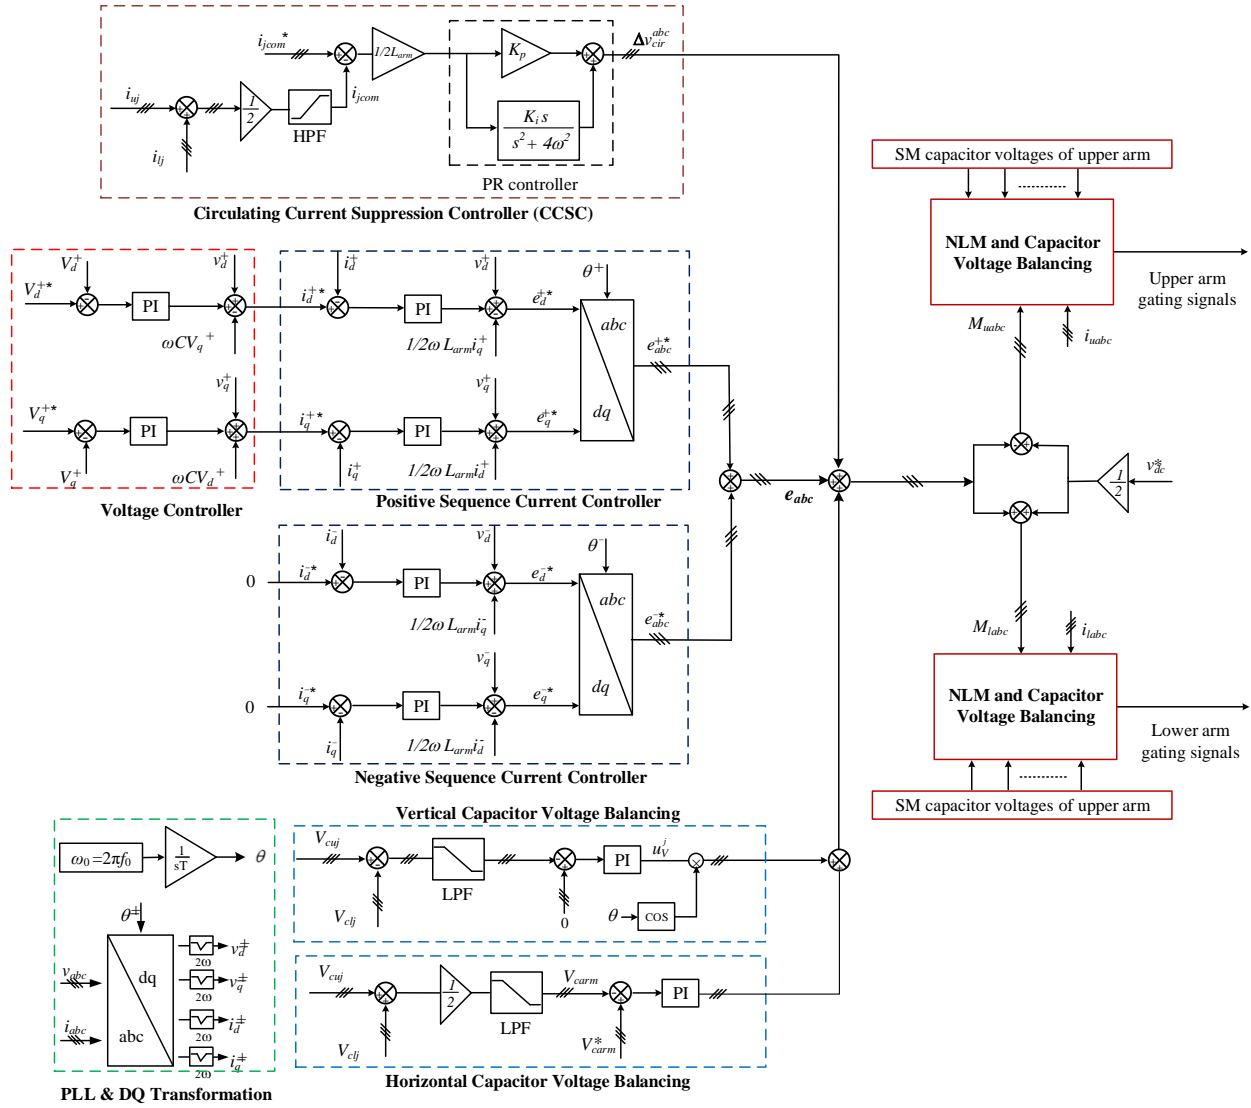 i_jcom*
1/2L_arm
K_p
Δv_cir^abc
i_uj
1/2
i_jcom
HPF
K_i s
s² + 4ω²
i_lj
PR controller
Circulating Current Suppression Controller (CCSC)
SM capacitor voltages of upper arm
NLM and Capacitor
Voltage Balancing
Upper arm
gating signals
M_uabc
i_uabc
V_d^+
v_d^+
V_d^+*
PI
ωCV_q^+
v_q^+
V_q^+*
PI
V_q^+
ωCV_d^+
Voltage Controller
i_d^+
v_d^+
θ^+
i_d^+*
PI
e_d^+*
abc
1/2ω L_arm i_q^+
e_abc^+*
v_q^+
i_q^+*
PI
e_q^+*
dq
i_q^+
1/2ω L_arm i_d^+
Positive Sequence Current Controller
e_abc
v_dc^*
1/2
i_d^-
v_d^-
θ^-
0
i_d^-*
PI
e_d^-*
abc
1/2ω L_arm i_q^-
e_abc^-*
v_q^-
0
i_q^-*
PI
e_q^-*
dq
i_q^-
1/2ω L_arm i_d^-
Negative Sequence Current Controller
M_labc
i_labc
NLM and Capacitor
Voltage Balancing
Lower arm
gating signals
SM capacitor voltages of upper arm
Vertical Capacitor Voltage Balancing
V_cuj
LPF
PI
u_V^j
V_clj
0
θ
COS
ω_0 =2πf_0
1/sT
θ
θ^±
dq
abc
v_abc
i_abc
2ω
v_d^±
2ω
v_q^±
2ω
i_d^±
2ω
i_q^±
PLL & DQ Transformation
V_cuj
1/2
LPF
V_carm
PI
V_clj
V_carm^*
Horizontal Capacitor Voltage Balancing